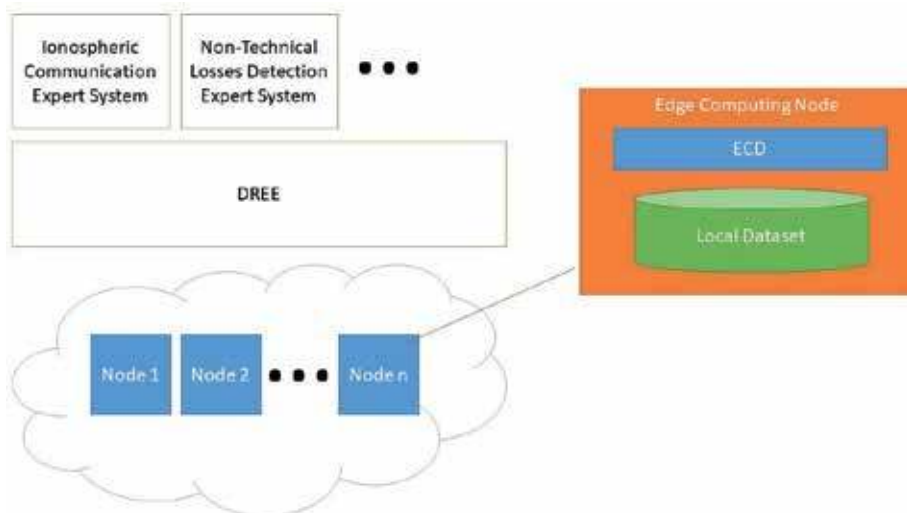 Ionospheric
Communication
Expert System
Non-Technical
Losses Detection
Expert System
DREE
Edge Computing Node
ECD
Local Dataset
Node 1
Node 2
Node n